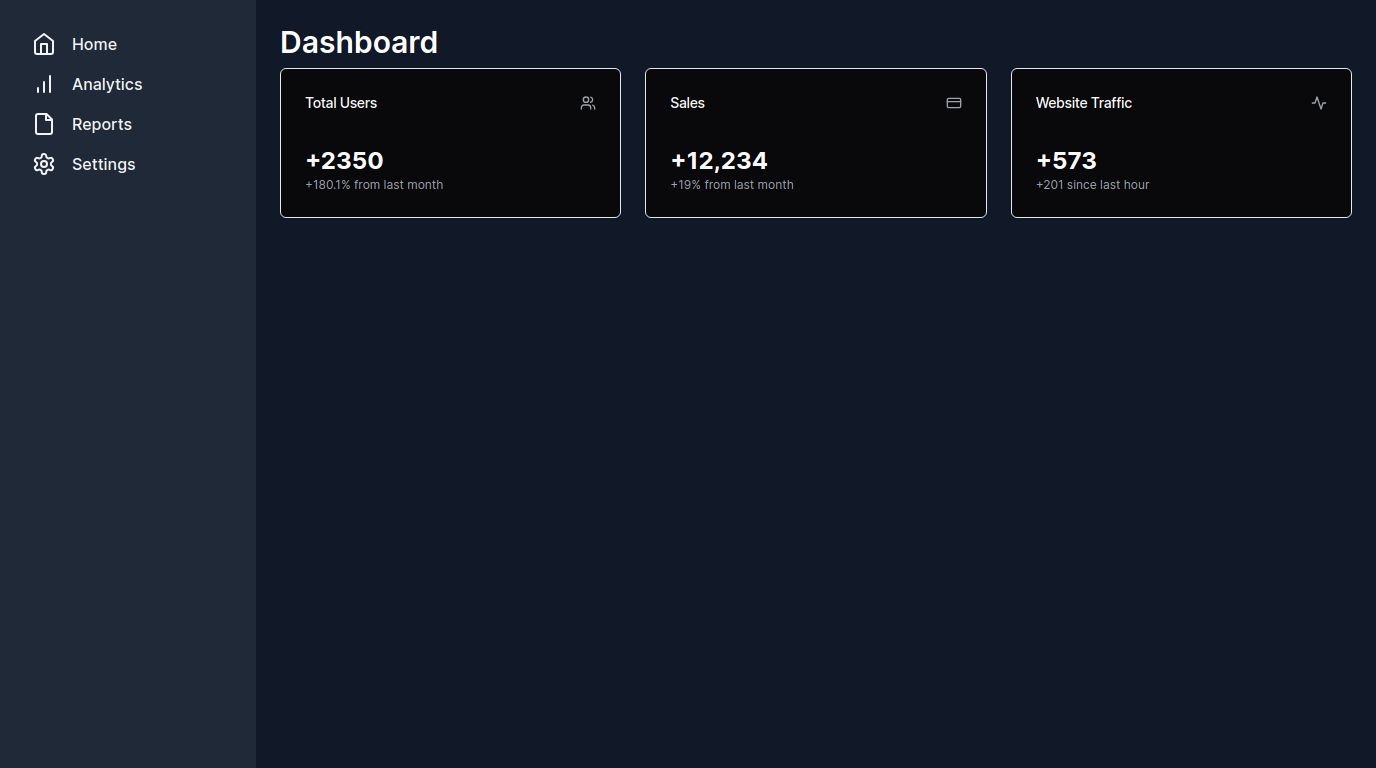 Home
Analytics
Reports
Settings
Dashboard
Total Users
+2350
+180.1% from last month
Sales
+12,234
+19% from last month
Website Traffic
+573
+201 since last hour